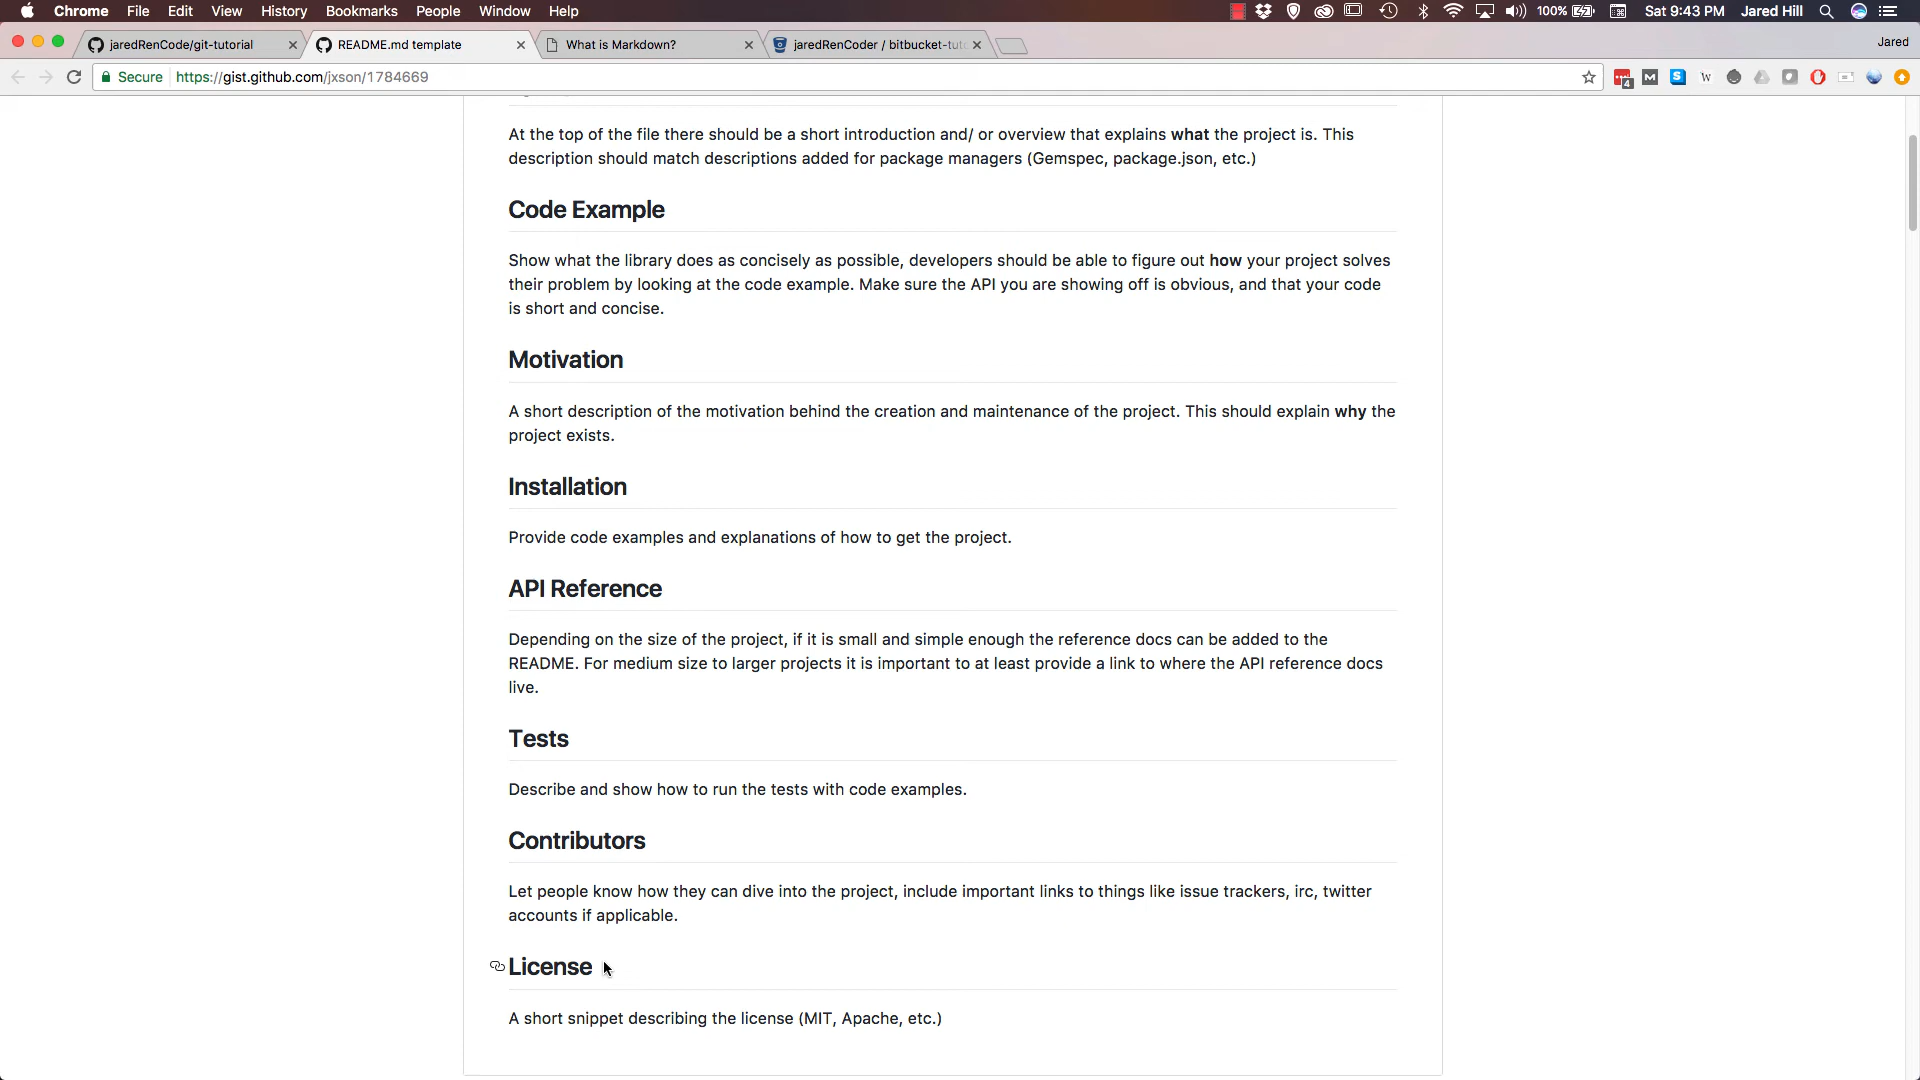 Chrome File Edit View History Bookmarks People Window Help 100% Sat 9:43 PM Jared Hill
jaredRenCode/git-tutorial README.md template What is Markdown? jaredRenCoder / bitbucket-tut Jared
Secure https://gist.github.com/jxson/1784669
At the top of the file there should be a short introduction and/ or overview that explains what the project is. This
description should match descriptions added for package managers (Gemspec, package.json, etc.)
Code Example
Show what the library does as concisely as possible, developers should be able to figure out how your project solves
their problem by looking at the code example. Make sure the API you are showing off is obvious, and that your code
is short and concise.
Motivation
A short description of the motivation behind the creation and maintenance of the project. This should explain why the
project exists.
Installation
Provide code examples and explanations of how to get the project.
API Reference
Depending on the size of the project, if it is small and simple enough the reference docs can be added to the
README. For medium size to larger projects it is important to at least provide a link to where the API reference docs
live.
Tests
Describe and show how to run the tests with code examples.
Contributors
Let people know how they can dive into the project, include important links to things like issue trackers, irc, twitter
accounts if applicable.
License
A short snippet describing the license (MIT, Apache, etc.)